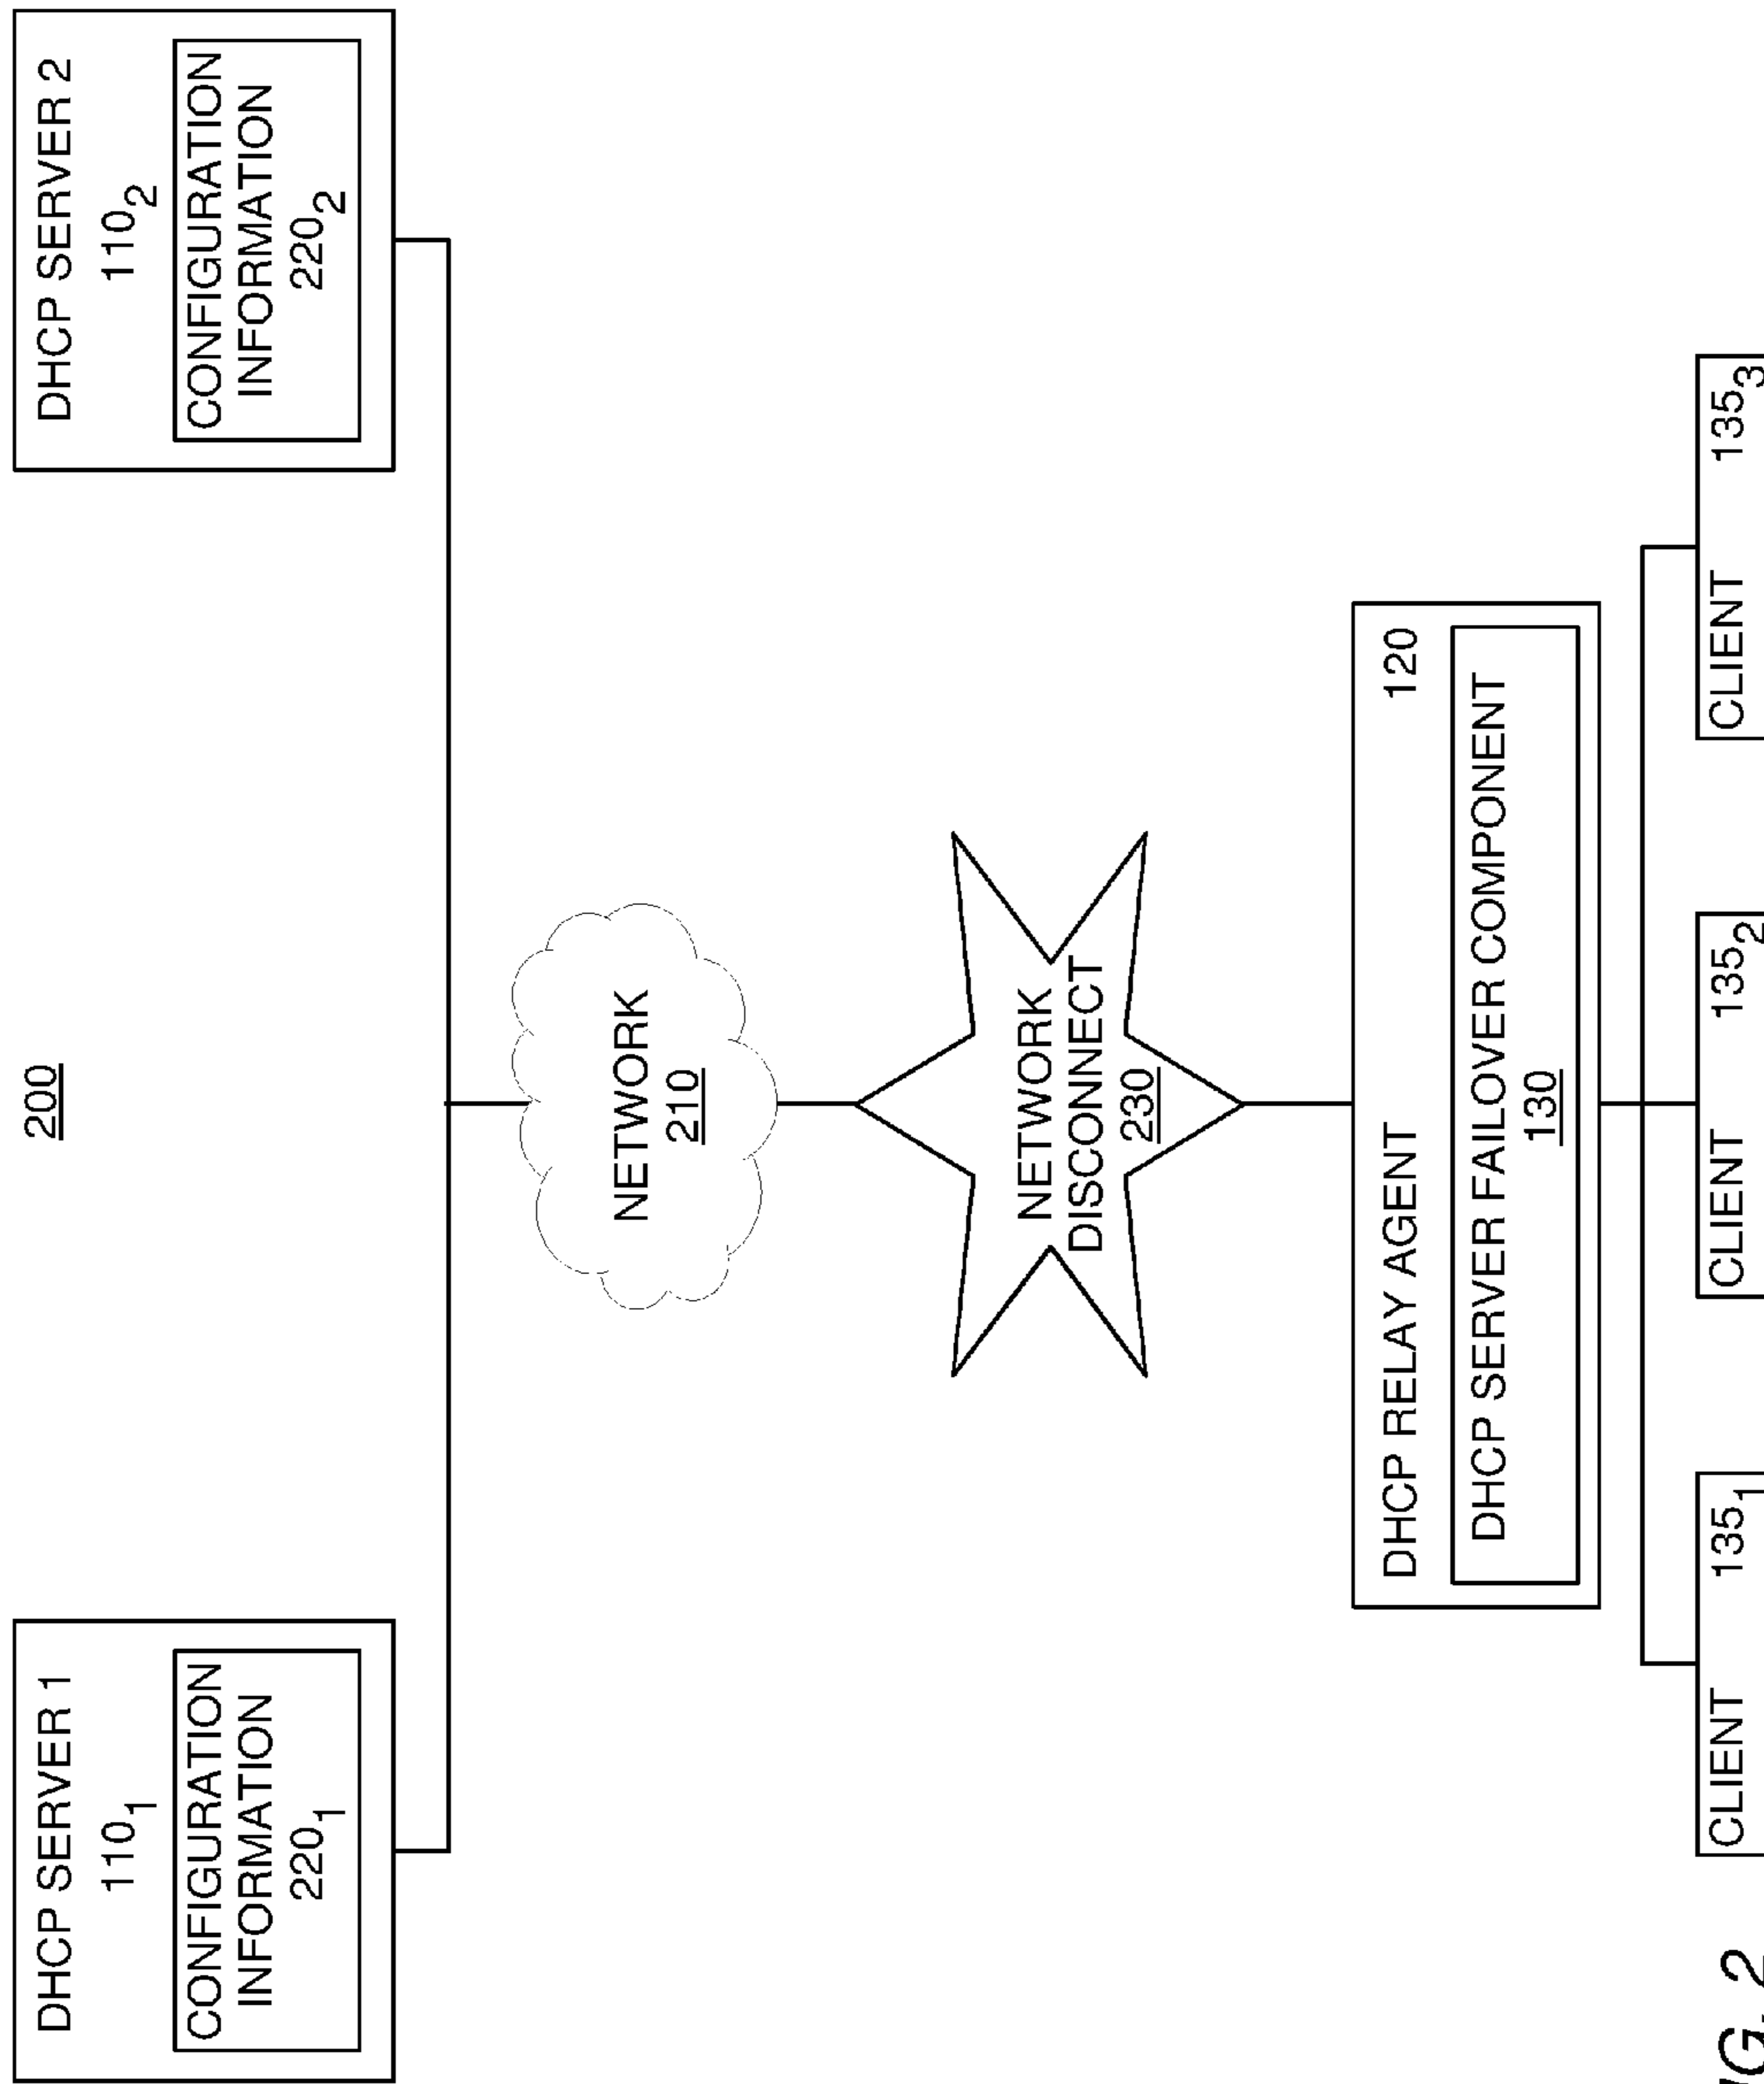 200
DHCP SERVER 1
110₁
CONFIGURATION
INFORMATION
220₁
DHCP SERVER 2
110₂
CONFIGURATION
INFORMATION
220₂
NETWORK
210
NETWORK
DISCONNECT
230
DHCP RELAY AGENT 120
DHCP SERVER FAILOVER COMPONENT
130
CLIENT 135₁
CLIENT 135₂
CLIENT 135₃
G. 2